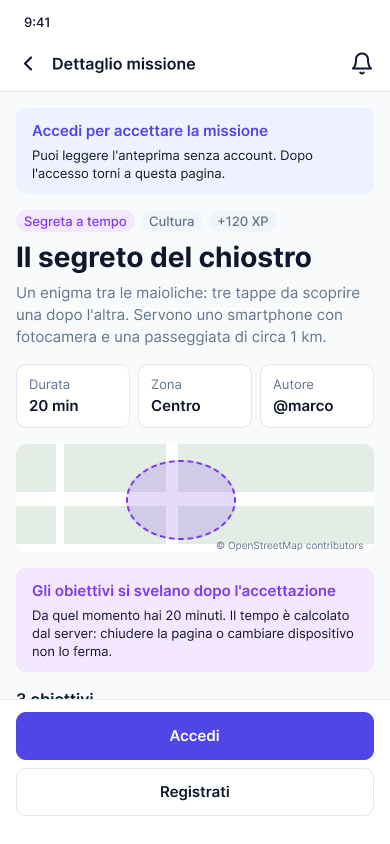 9:41
Dettaglio missione
Accedi per accettare la missione
Puoi leggere l'anteprima senza account. Dopo
l'accesso torni a questa pagina.
Segreta a tempo
Cultura
+120 XP
Il segreto del chiostro
Un enigma tra le maioliche: tre tappe da scoprire
una dopo l'altra. Servono uno smartphone con
fotocamera e una passeggiata di circa 1 km.
Durata
20 min
Zona
Centro
Autore
@marco
© OpenStreetMap contributors
Gli obiettivi si svelano dopo l'accettazione
Da quel momento hai 20 minuti. Il tempo è calcolato
dal server: chiudere la pagina o cambiare dispositivo
non lo ferma.
3 obiettivi
Accedi
Registrati